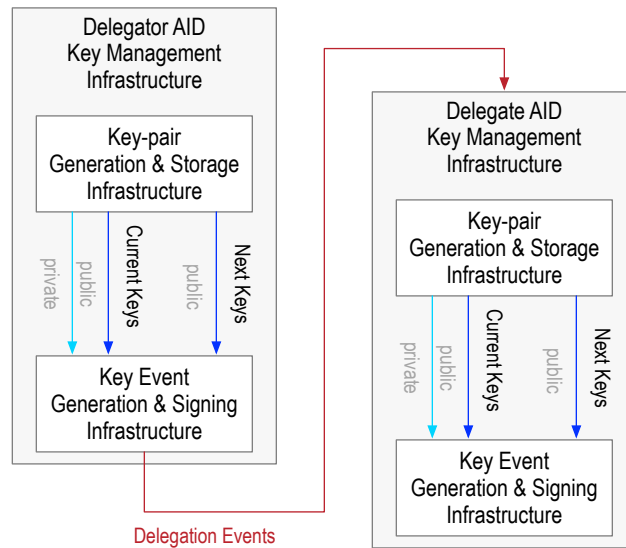 Delegator AID
Key Management
Infrastructure
Key-pair
Generation & Storage
Infrastructure
private
public
Current Keys
public
Next Keys
Key Event
Generation & Signing
Infrastructure
Delegation Events
Delegate AID
Key Management
Infrastructure
Key-pair
Generation & Storage
Infrastructure
private
public
Current Keys
public
Next Keys
Key Event
Generation & Signing
Infrastructure